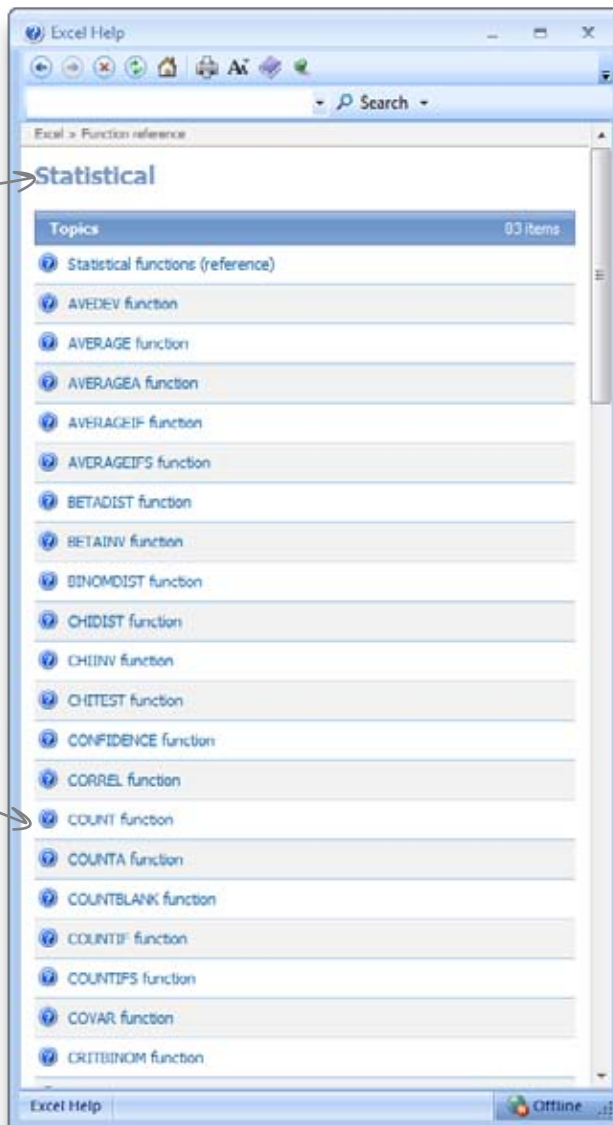 Excel Help
Search
Excel > Function reference
Statistical
Topics 83 items
Statistical functions (reference)
AVEDEV function
AVERAGE function
AVERAGEA function
AVERAGEIF function
AVERAGEIFS function
BETADIST function
BETAINV function
BINOMDIST function
CHIDIST function
CHIINV function
CHITEST function
CONFIDENCE function
CORREL function
COUNT function
COUNTA function
COUNTBLANK function
COUNTIF function
COUNTIFS function
COVAR function
CRITBINOM function
Excel Help Offline